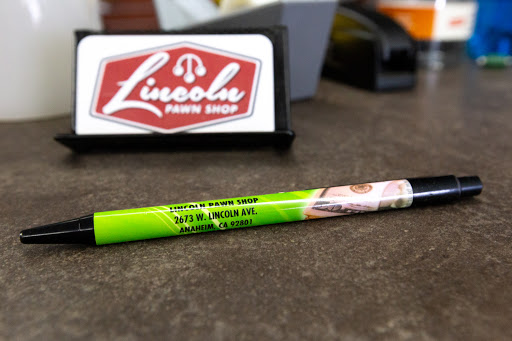 Lincoln
PAWN SHOP
LINCOLN PAWN SHOP
2673 W. LINCOLN AVE.
ANAHEIM, CA 92801